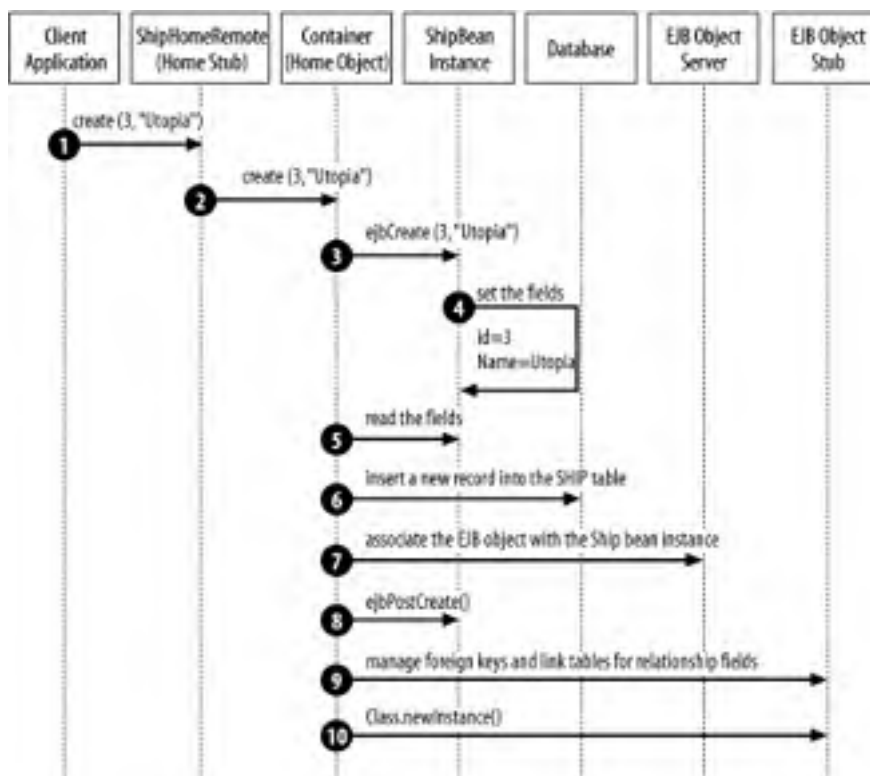 Client
Application
ShipHomeRemote
(Home Stub)
Container
(Home Object)
ShipBean
Instance
Database
EJB Object
Server
EJB Object
Stub
create (3, "Utopia")
1
create (3, "Utopia")
2
ejbCreate (3, "Utopia")
3
set the fields
4
id=3
Name=Utopia
read the fields
5
insert a new record into the SHIP table
6
associate the EJB object with the Ship bean instance
7
ejbPostCreate()
8
manage foreign keys and link tables for relationship fields
9
Class.newInstance()
10